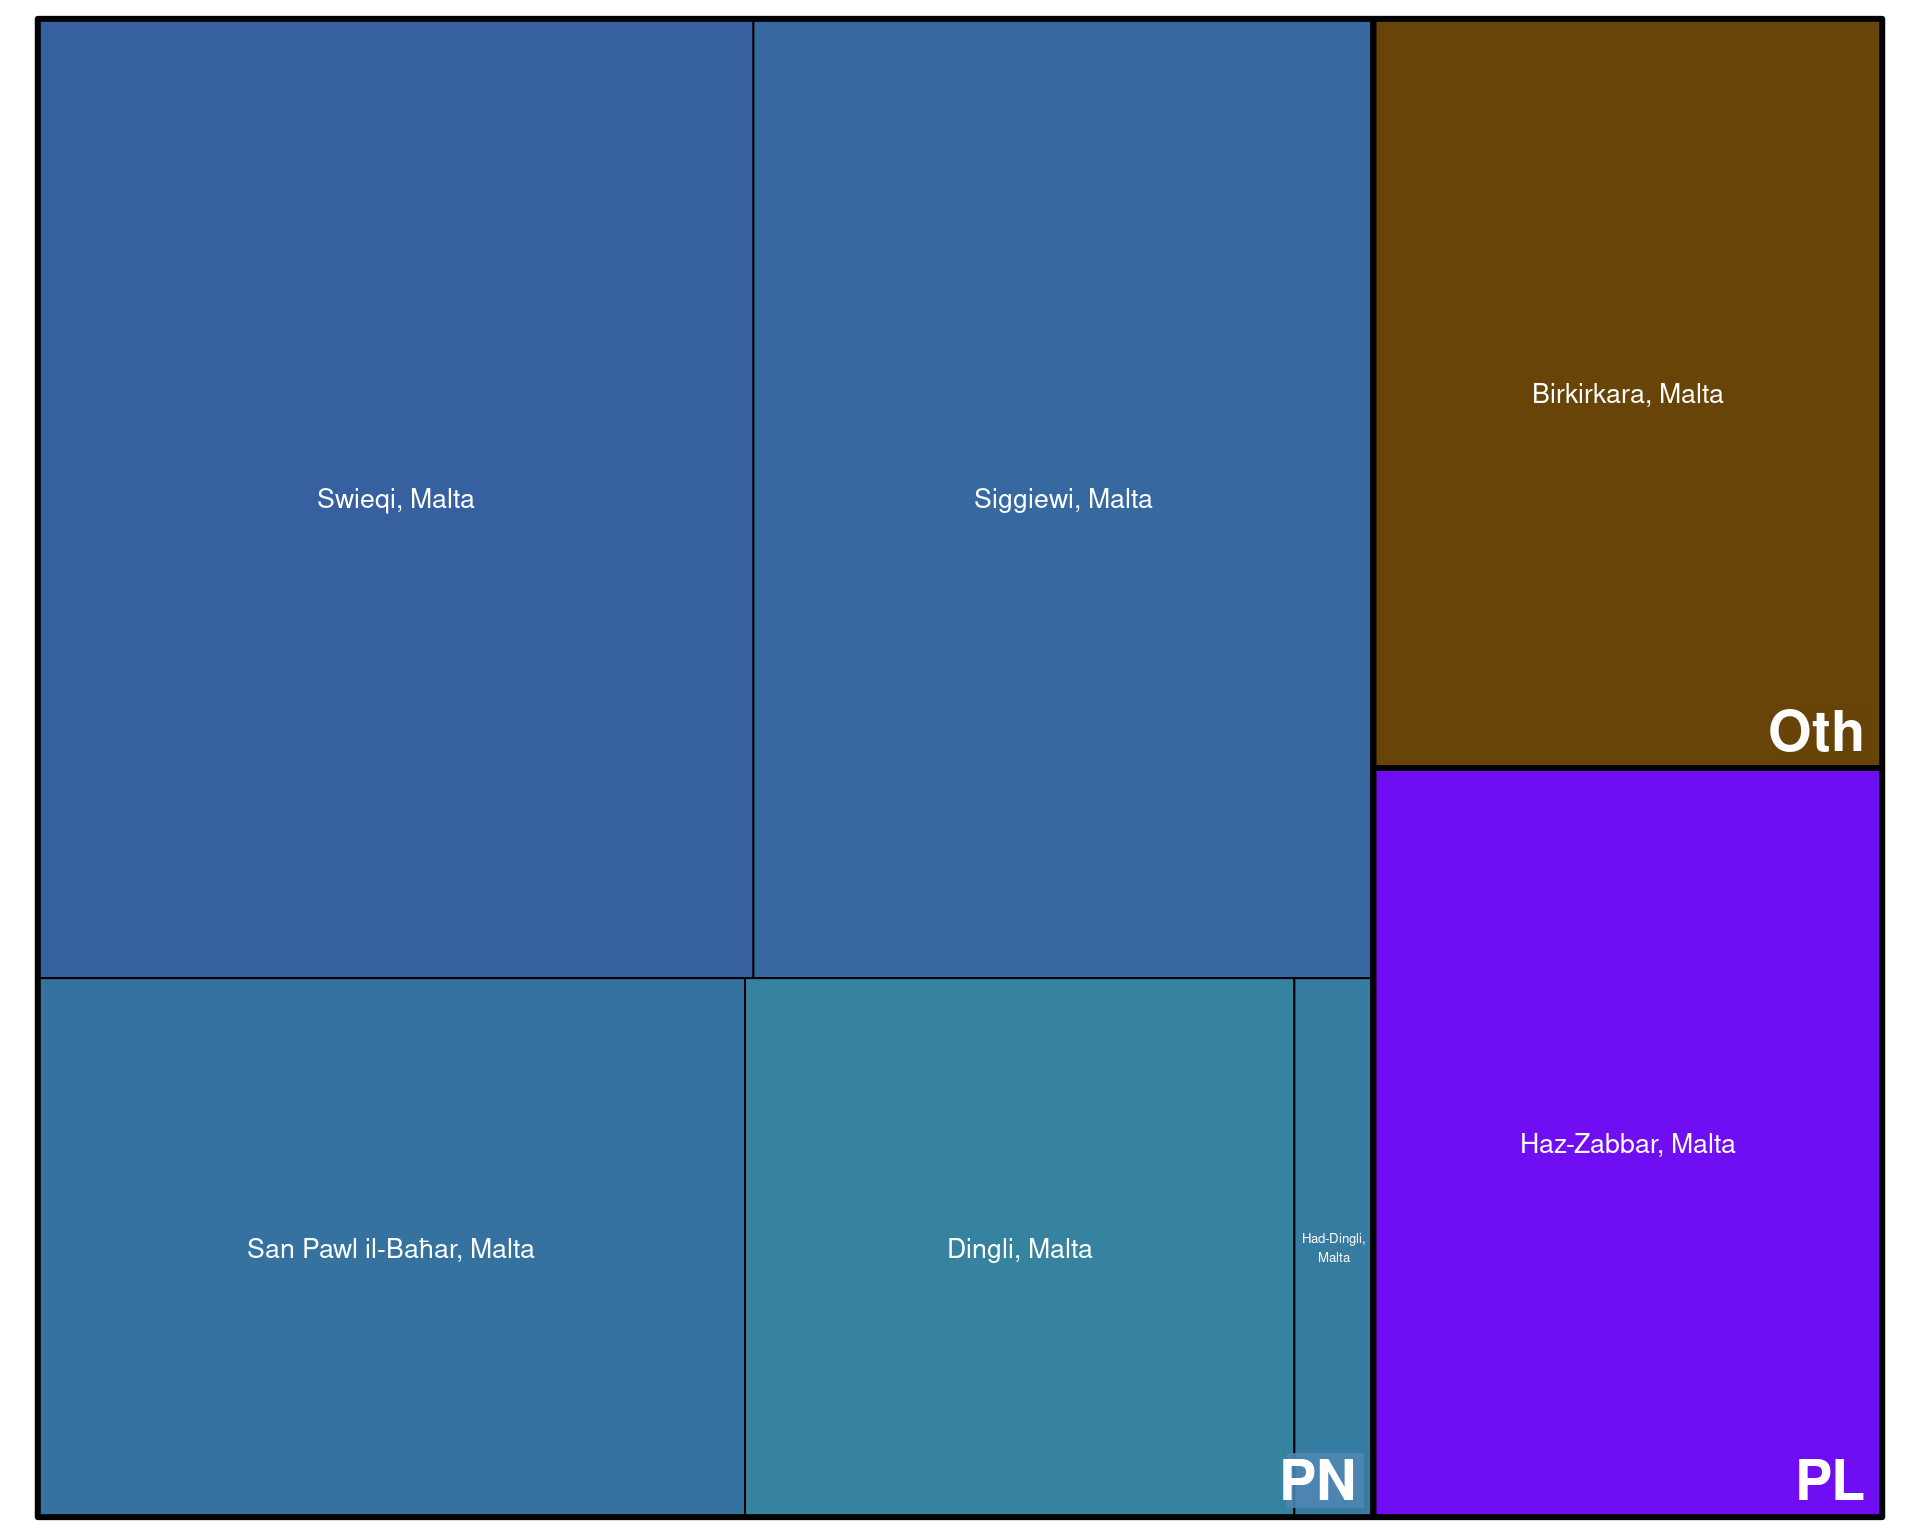 Swieqi, Malta
Siggiewi, Malta
Birkirkara, Malta
Oth
San Pawl il-Baħar, Malta
Dingli, Malta
Had-Dingli,
Malta
PN
Haz-Zabbar, Malta
PL